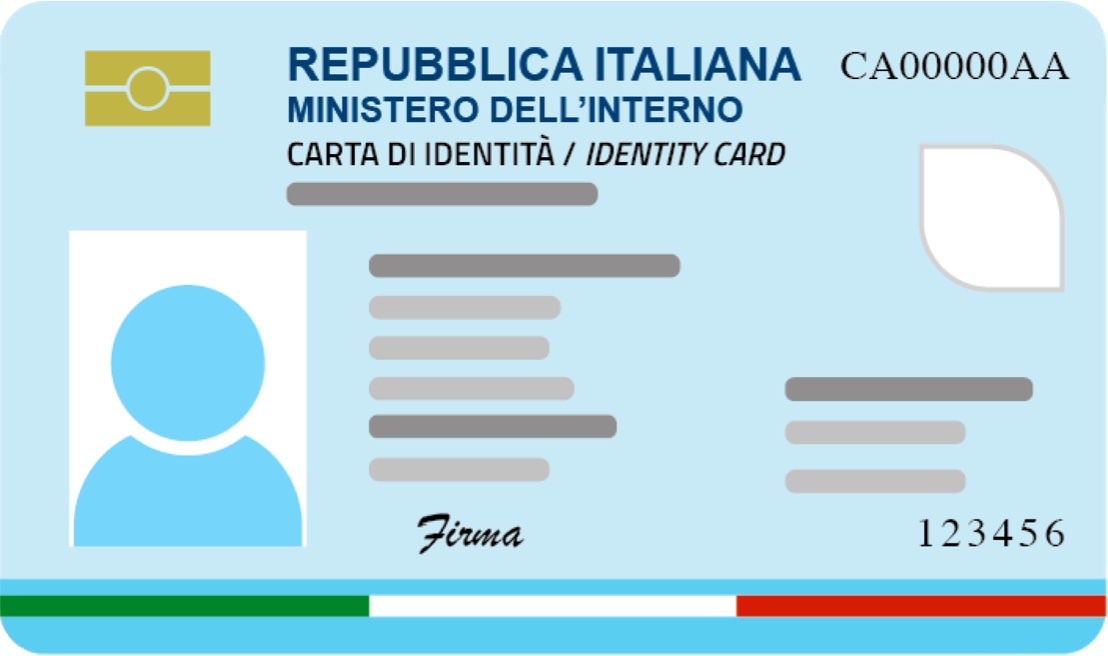 REPUBBLICA ITALIANA CA00000AA
MINISTERO DELL’INTERNO
CARTA DI IDENTITÀ / IDENTITY CARD
Firma
123456